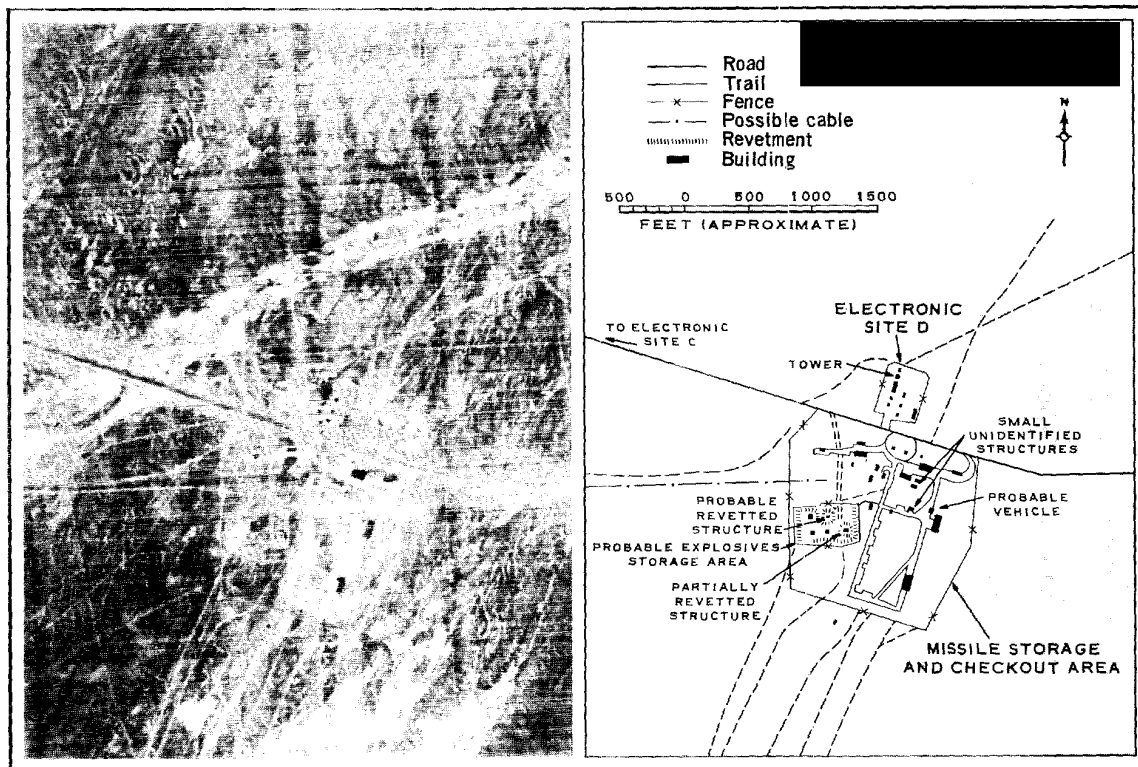 Road
Trail
Fence
Possible cable
Revetment
Building
N
500 0 500 1000 1500
FEET (APPROXIMATE)
ELECTRONIC
SITE D
TO ELECTRONIC
SITE C
TOWER
SMALL
UNIDENTIFIED
STRUCTURES
PROBABLE
REVETTED
STRUCTURE
PROBABLE
VEHICLE
PROBABLE EXPLOSIVES
STORAGE AREA
PARTIALLY
REVETTED
STRUCTURE
MISSILE STORAGE
AND CHECKOUT AREA